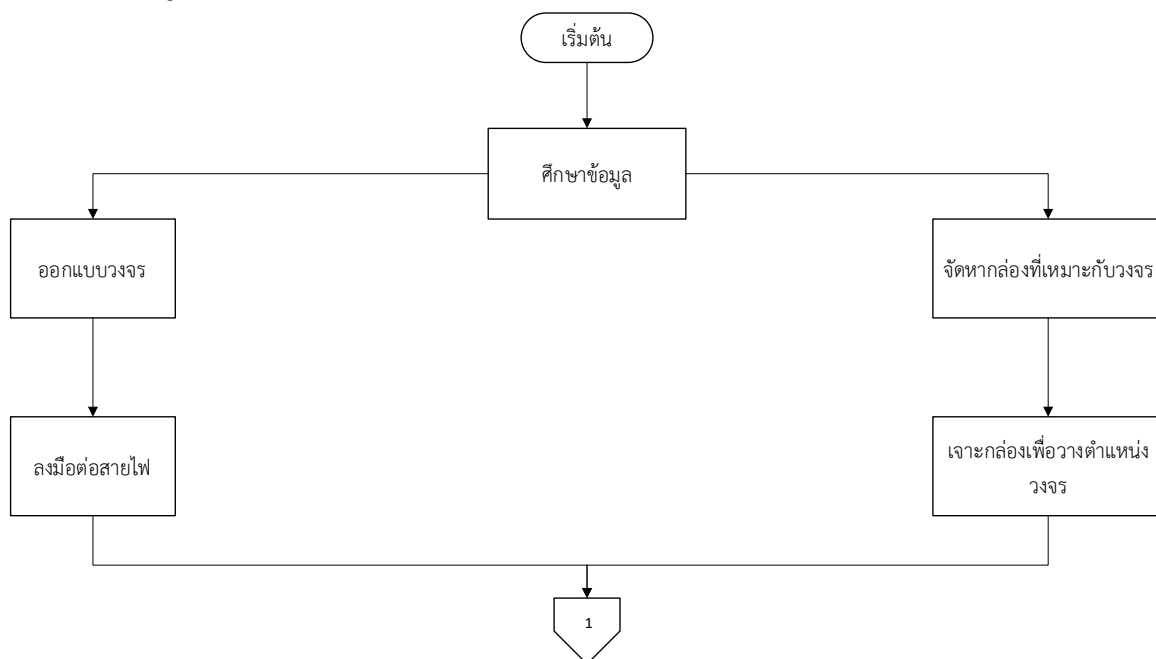 เริ่มต้น
ศึกษาข้อมูล
ออกแบบวงจร
จัดหากล่องที่เหมาะกับวงจร
ลงมือต่อสายไฟ
เจาะกล่องเพื่อวางตำแหน่ง
วงจร
1